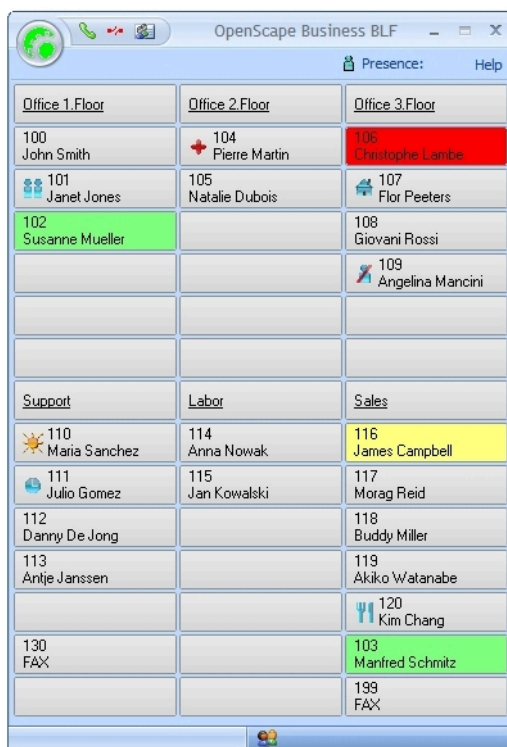 OpenScape Business BLF
Presence:
Help
Office 1.Floor
Office 2.Floor
Office 3.Floor
100
John Smith
104
Pierre Martin
106
Christophe Lambe
101
Janet Jones
105
Natalie Dubois
107
Flor Peeters
102
Susanne Mueller
108
Giovani Rossi
109
Angelina Mancini
Support
Labor
Sales
110
Maria Sanchez
114
Anna Nowak
116
James Campbell
111
Julio Gomez
115
Jan Kowalski
117
Morag Reid
112
Danny De Jong
118
Buddy Miller
113
Antje Janssen
119
Akiko Watanabe
120
Kim Chang
130
FAX
103
Manfred Schmitz
199
FAX